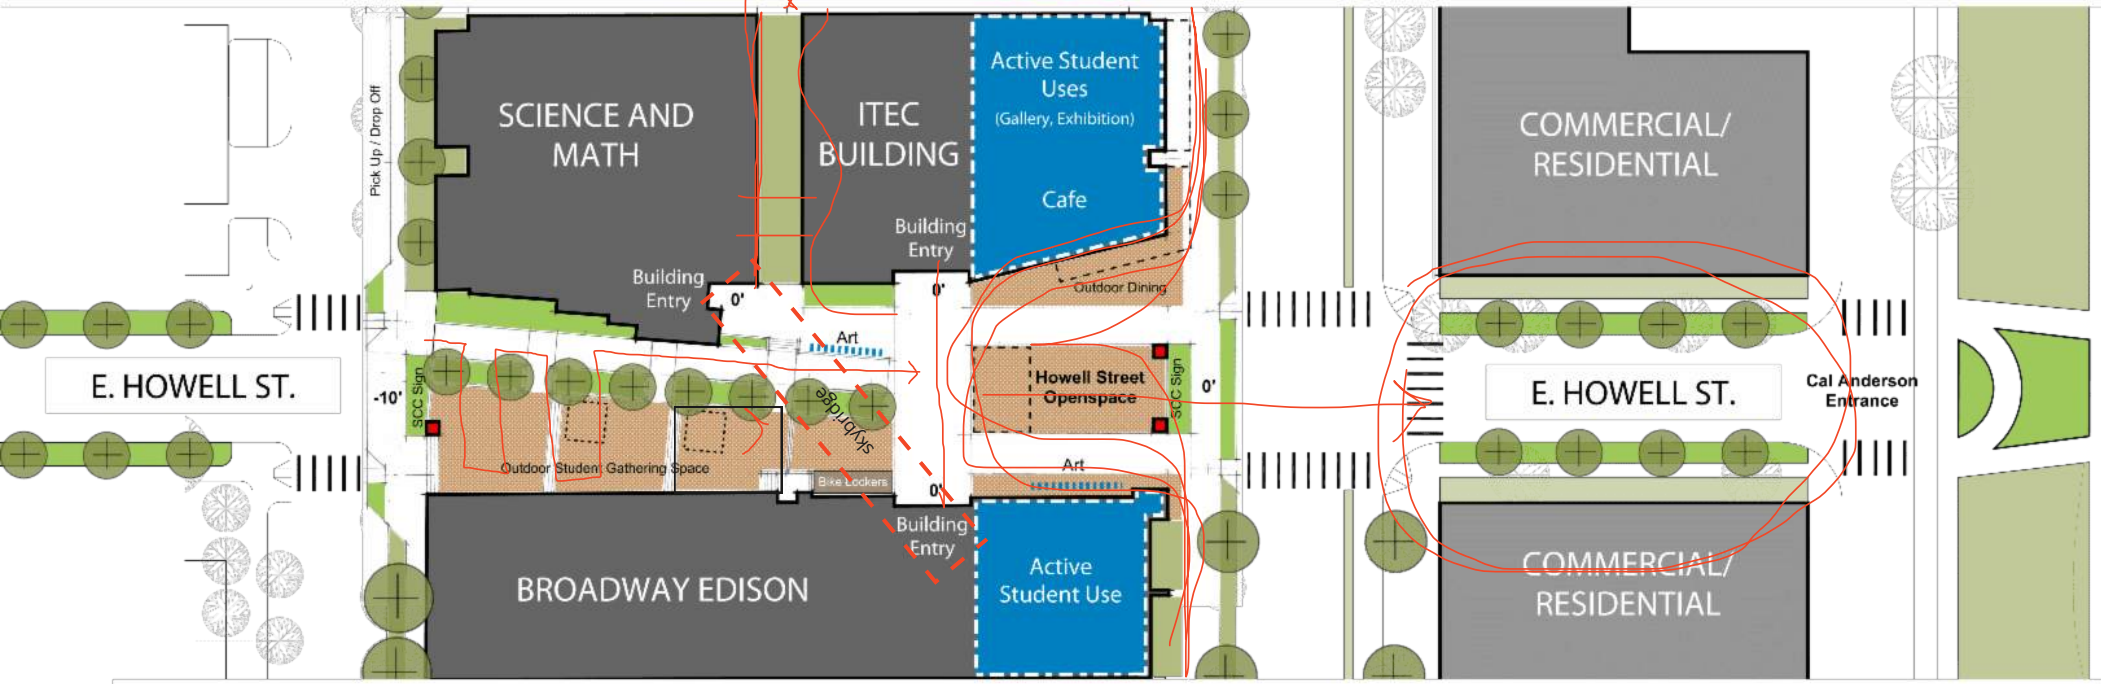 Pick Up / Drop Off
SCIENCE AND
MATH
ITEC
BUILDING
Active Student
Uses
(Gallery, Exhibition)
Cafe
COMMERCIAL/
RESIDENTIAL
Building
Entry
Building
Entry
0'
0'
Outdoor Dining
Art
E. HOWELL ST.
-10'
SCC Sign
skybridge
Howell Street
Openspace
SCC Sign
0'
E. HOWELL ST.
Cal Anderson
Entrance
Outdoor Student Gathering Space
Bike Lockers
0'
Art
Building
Entry
BROADWAY EDISON
Active
Student Use
COMMERCIAL/
RESIDENTIAL